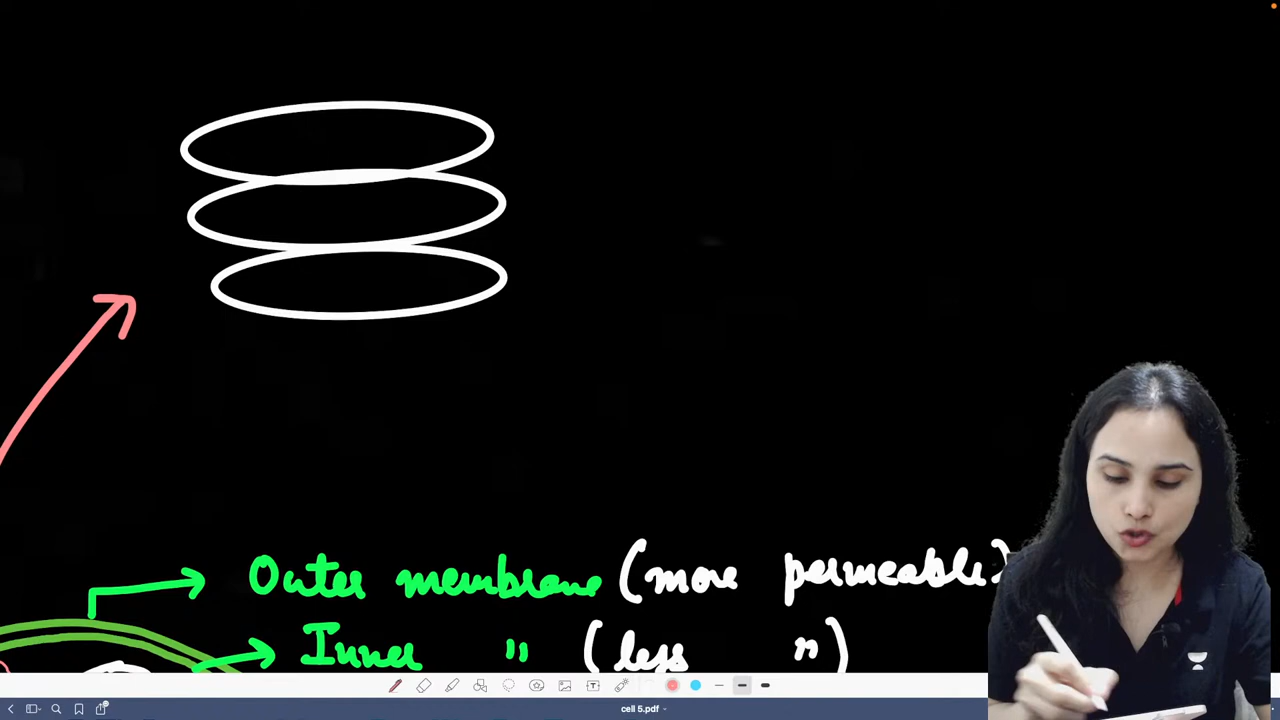 Outer membrane (more permeable)
Inner " (less ")
cell 5.pdf